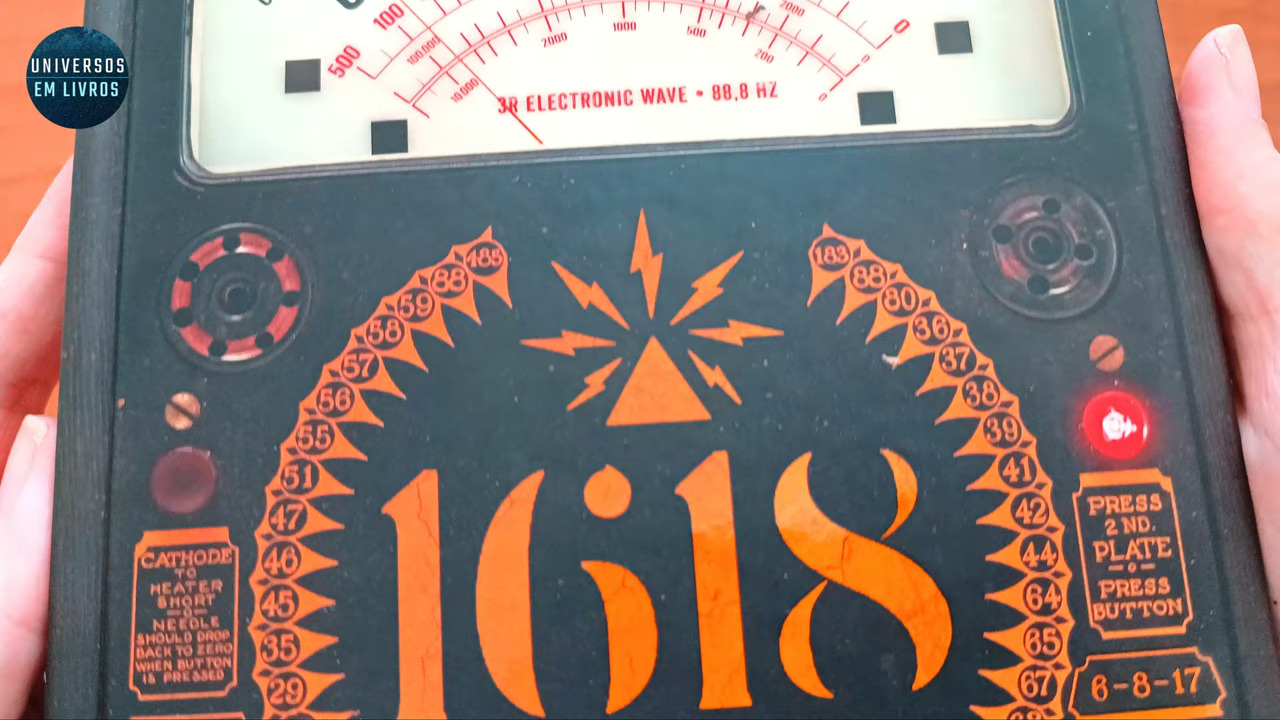 UNIVERSOS
EM LIVROS
500
100
100.000
10.000
2000
1000
500
2000
200
0
0
0
3R ELECTRONIC WAVE • 88,8 HZ
485
88
59
58
57
56
55
51
47
46
45
35
29
183
88
80
36
37
38
39
41
42
44
64
65
67
1618
CATHODE
TO
HEATER
SHORT
-o-
NEEDLE
SHOULD DROP
BACK TO ZERO
WHEN BUTTON
IS PRESSED
PRESS
2 ND.
PLATE
-o-
PRESS
BUTTON
6-8-17